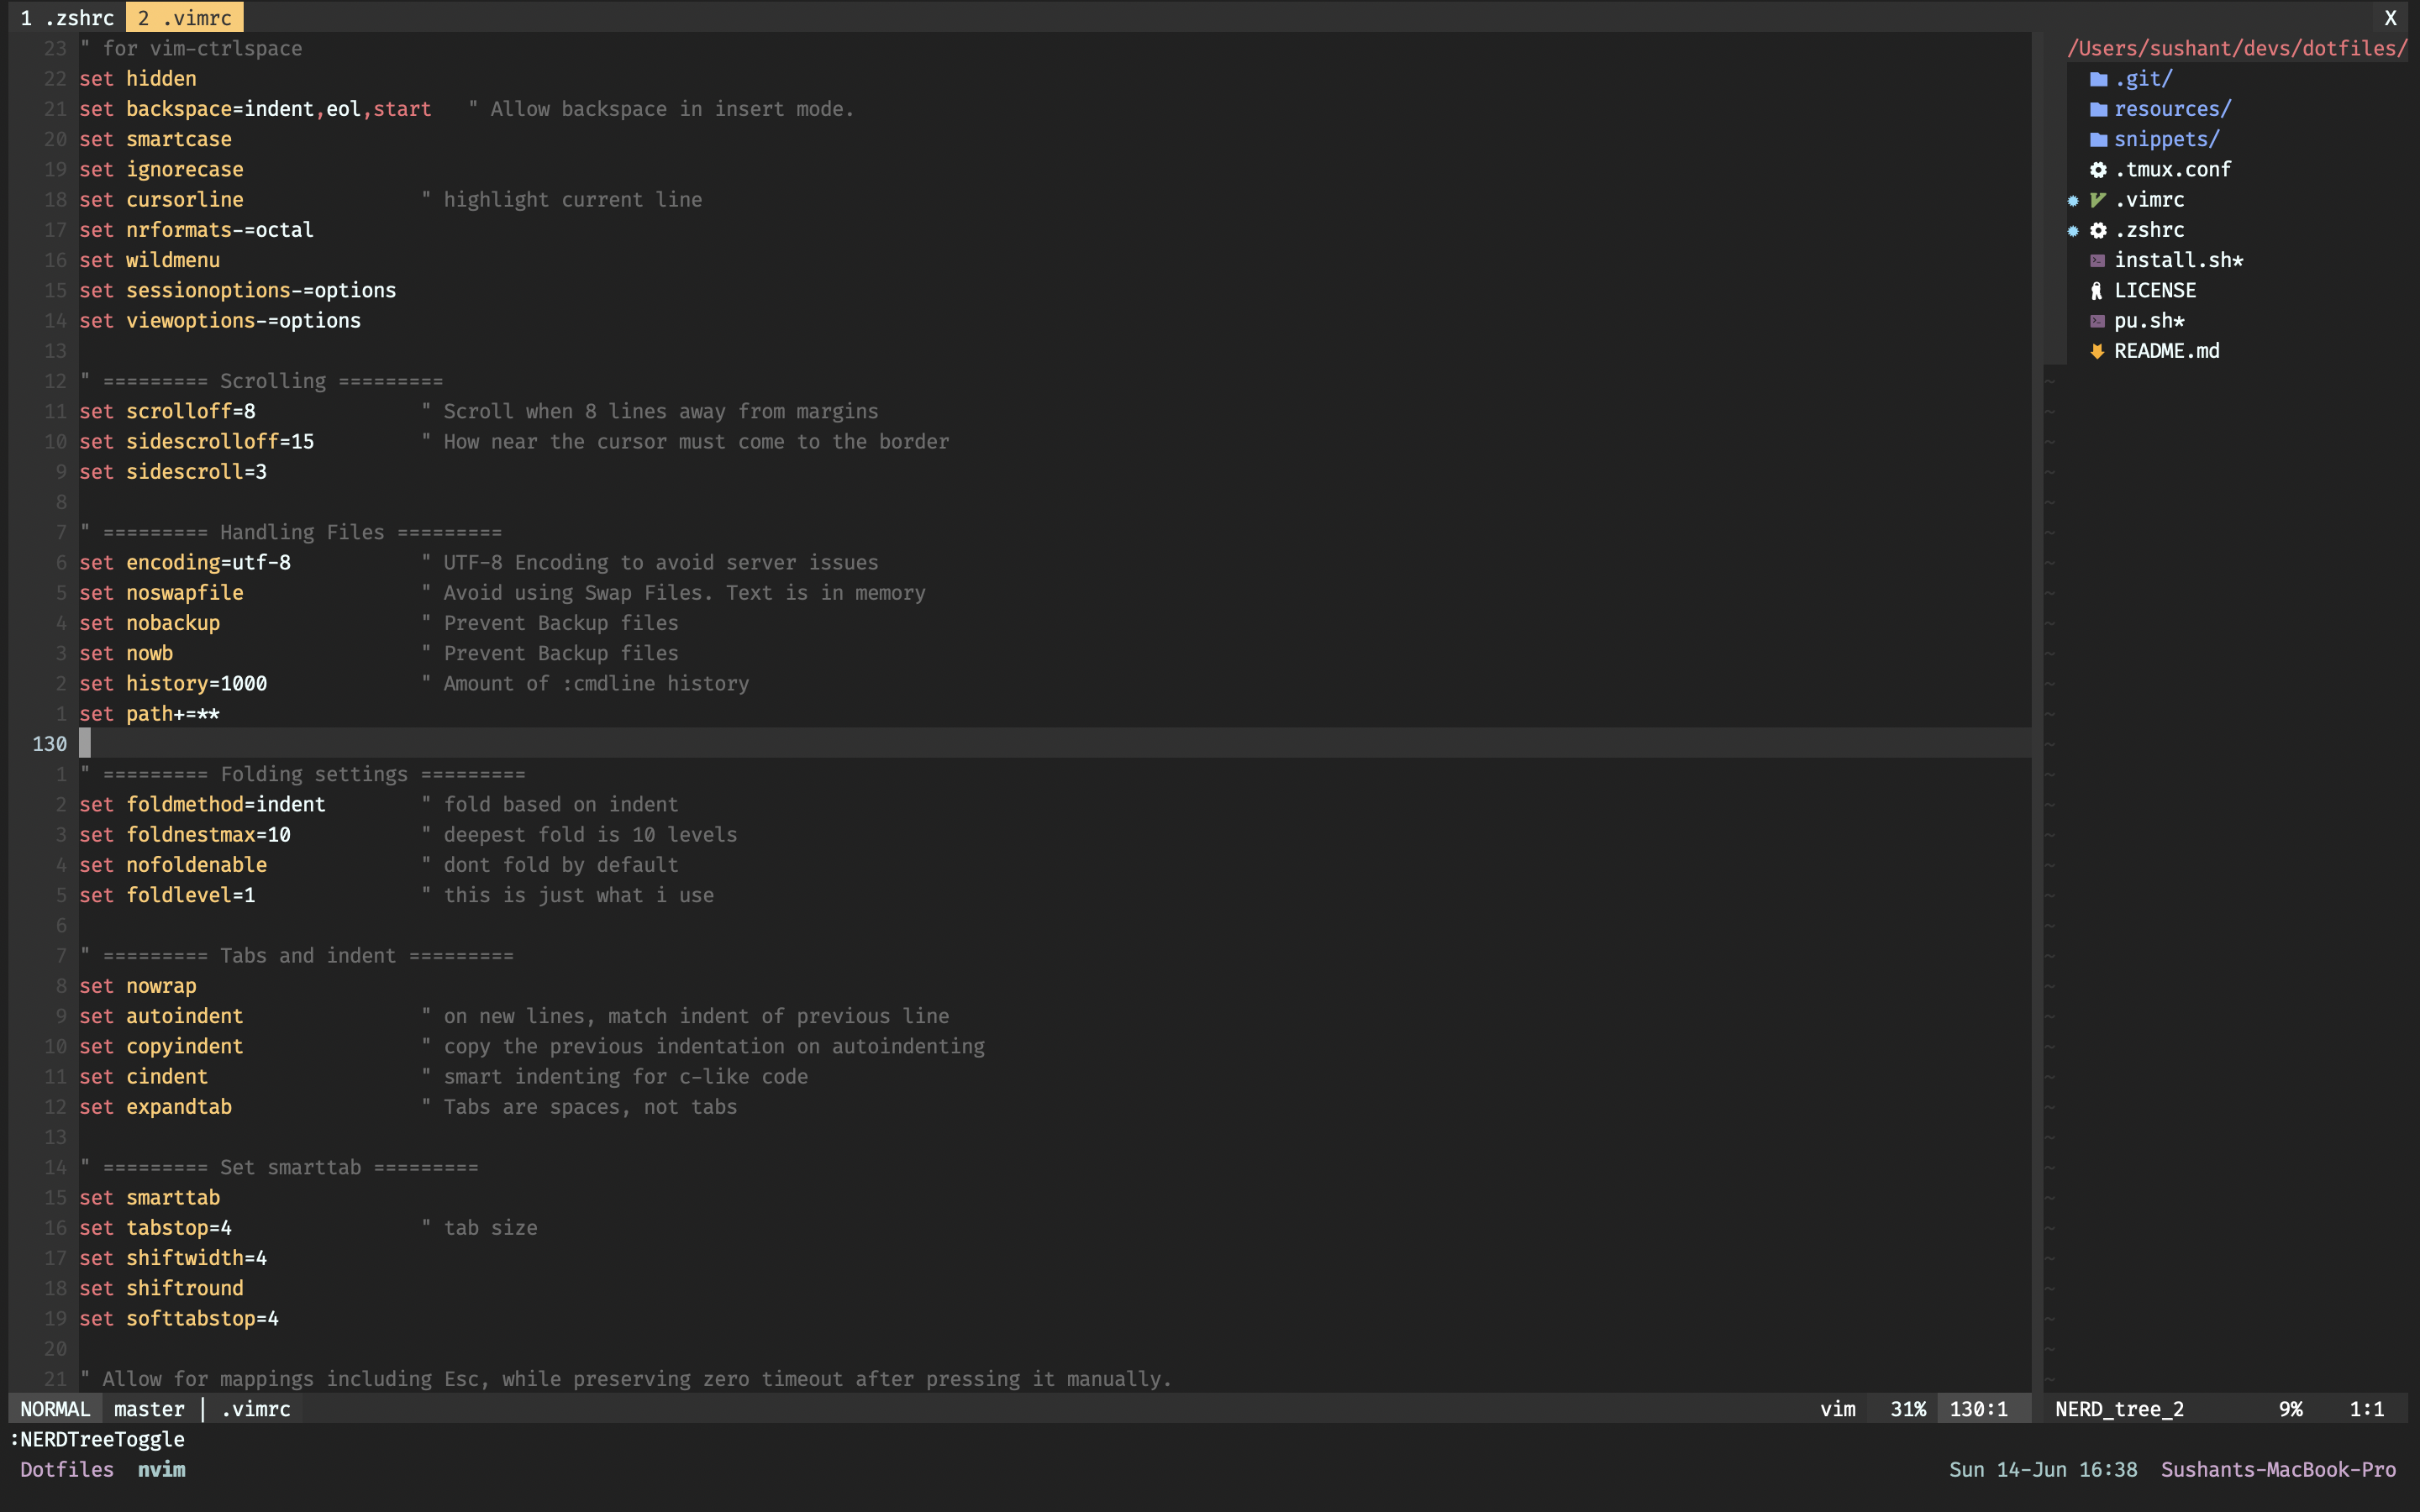 1 .zshrc 2 .vimrc X
23 " for vim-ctrlspace
22 set hidden
21 set backspace=indent,eol,start   " Allow backspace in insert mode.
20 set smartcase
19 set ignorecase
18 set cursorline               " highlight current line
17 set nrformats-=octal
16 set wildmenu
15 set sessionoptions-=options
14 set viewoptions-=options
13
12 " ========= Scrolling =========
11 set scrolloff=8              " Scroll when 8 lines away from margins
10 set sidescrolloff=15         " How near the cursor must come to the border
9 set sidescroll=3
8
7 " ========= Handling Files =========
6 set encoding=utf-8           " UTF-8 Encoding to avoid server issues
5 set noswapfile               " Avoid using Swap Files. Text is in memory
4 set nobackup                 " Prevent Backup files
3 set nowb                     " Prevent Backup files
2 set history=1000             " Amount of :cmdline history
1 set path+=**
130
1 " ========= Folding settings =========
2 set foldmethod=indent        " fold based on indent
3 set foldnestmax=10           " deepest fold is 10 levels
4 set nofoldenable             " dont fold by default
5 set foldlevel=1              " this is just what i use
6
7 " ========= Tabs and indent =========
8 set nowrap
9 set autoindent               " on new lines, match indent of previous line
10 set copyindent               " copy the previous indentation on autoindenting
11 set cindent                  " smart indenting for c-like code
12 set expandtab                " Tabs are spaces, not tabs
13
14 " ========= Set smarttab =========
15 set smarttab
16 set tabstop=4                " tab size
17 set shiftwidth=4
18 set shiftround
19 set softtabstop=4
20
21 " Allow for mappings including Esc, while preserving zero timeout after pressing it manually.
/Users/sushant/devs/dotfiles/
.git/
resources/
snippets/
.tmux.conf
.vimrc
.zshrc
install.sh*
LICENSE
pu.sh*
README.md
NORMAL master | .vimrc vim 31% 130:1 NERD_tree_2 9% 1:1
:NERDTreeToggle
Dotfiles nvim Sun 14-Jun 16:38 Sushants-MacBook-Pro